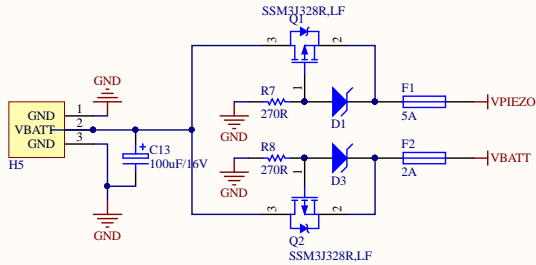 SSM3J328R,LF
Q1
3
2
1
GND
R7
270R
GND
D1
F1
5A
VPIEZO
GND
1
VBATT
2
GND
3
H5
C13
100uF/16V
GND
R8
270R
GND
D3
F2
2A
VBATT
1
3
2
Q2
SSM3J328R,LF